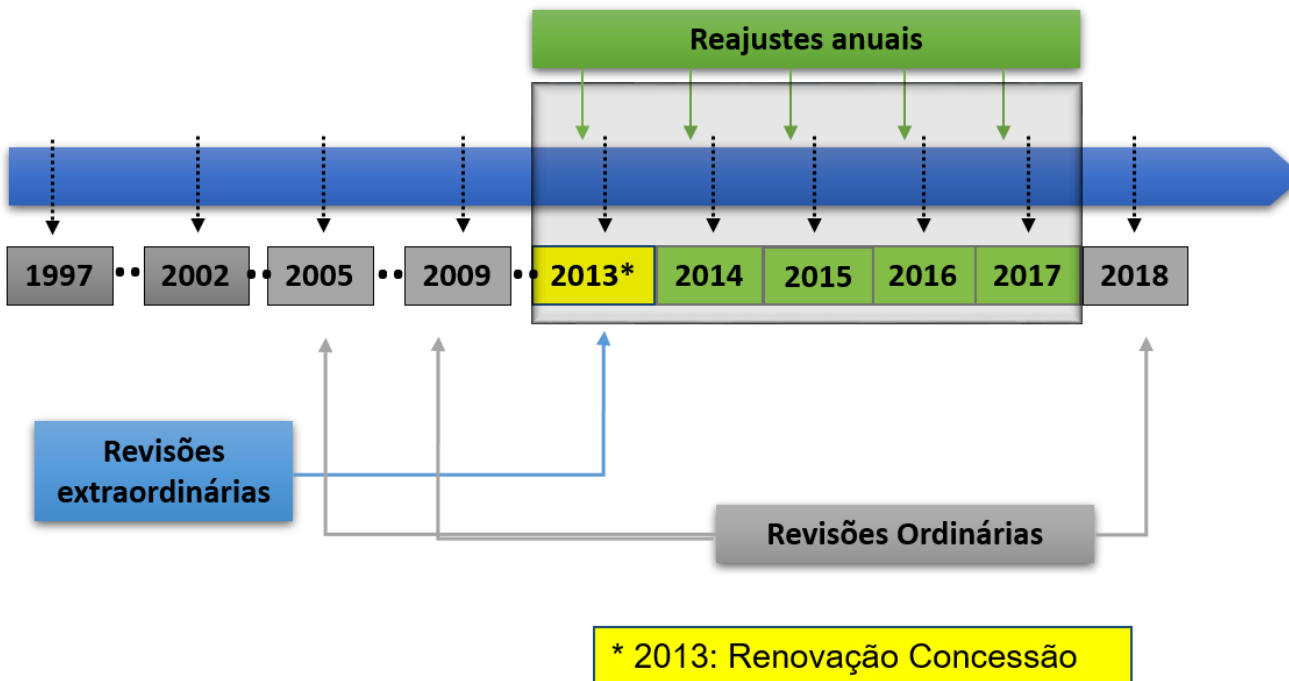 Reajustes anuais
1997 2002 2005 2009 2013* 2014 2015 2016 2017 2018
Revisões
extraordinárias
Revisões Ordinárias
* 2013: Renovação Concessão